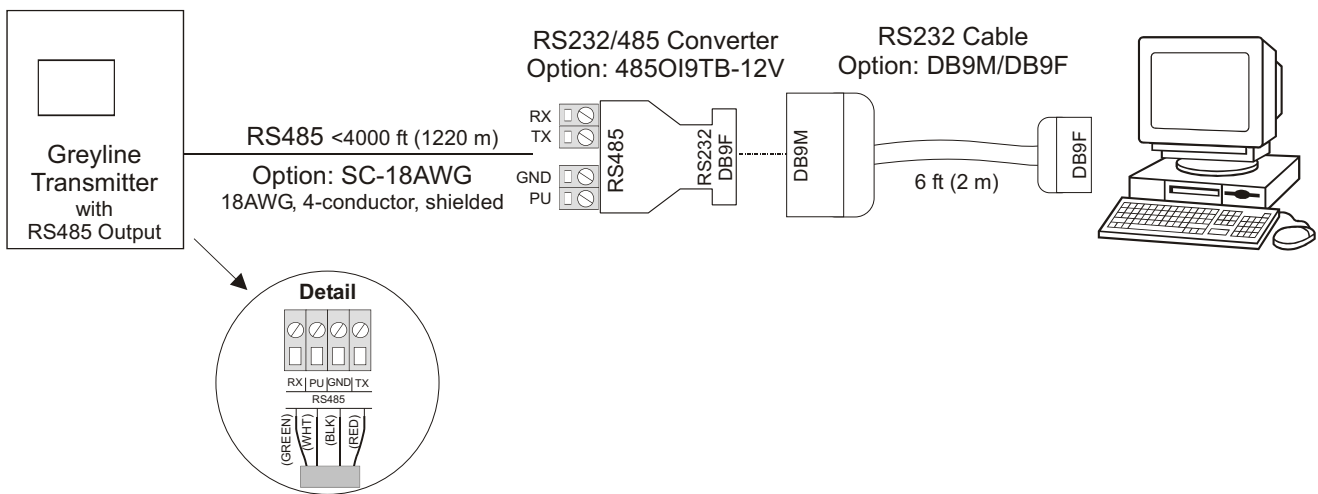 Greyline
Transmitter
with
RS485 Output
RS485 <4000 ft (1220 m)
Option: SC-18AWG
18AWG, 4-conductor, shielded
RS232/485 Converter
Option: 485OI9TB-12V
RX
TX
GND
PU
RS485
RS232
DB9F
RS232 Cable
Option: DB9M/DB9F
DB9M
6 ft (2 m)
DB9F
Detail
RX PU GND TX
RS485
(GREEN)
(WHT)
(BLK)
(RED)